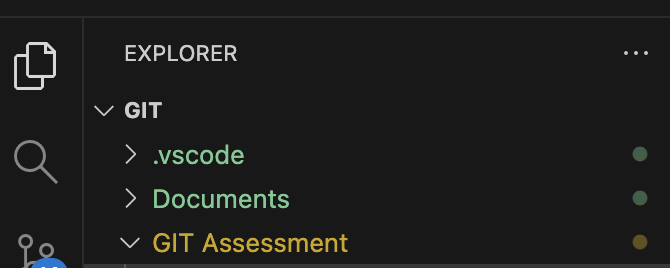 EXPLORER
GIT
.vscode
Documents
GIT Assessment